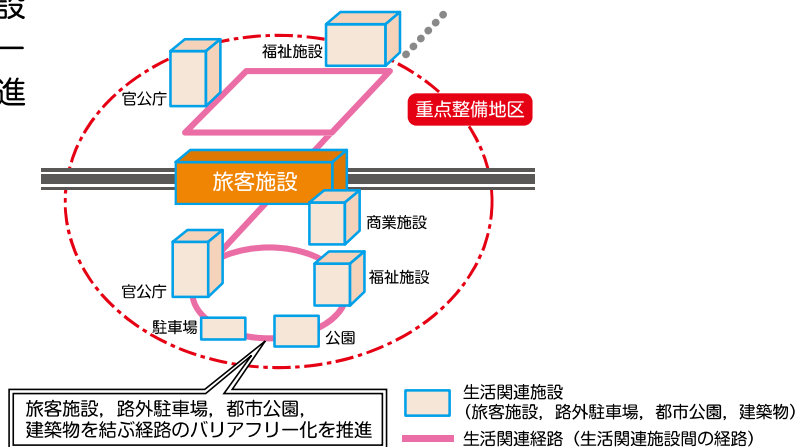 設
ー
進
福祉施設
官公庁
重点整備地区
旅客施設
商業施設
官公庁
福祉施設
駐車場
公園
旅客施設，路外駐車場，都市公園，
建築物を結ぶ経路のバリアフリー化を推進
生活関連施設
（旅客施設，路外駐車場，都市公園，建築物）
生活関連経路（生活関連施設間の経路）